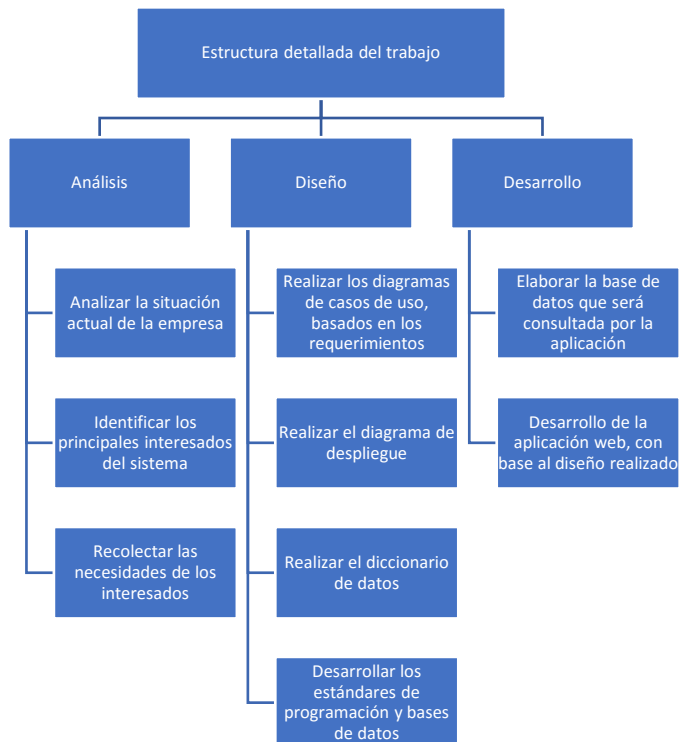 Estructura detallada del trabajo
Análisis
Diseño
Desarrollo
Analizar la situación
actual de la empresa
Identificar los
principales interesados
del sistema
Recolectar las
necesidades de los
interesados
Realizar los diagramas
de casos de uso,
basados en los
requerimientos
Realizar el diagrama de
despliegue
Realizar el diccionario
de datos
Desarrollar los
estándares de
programación y bases
de datos
Elaborar la base de
datos que será
consultada por la
aplicación
Desarrollo de la
aplicación web, con
base al diseño realizado